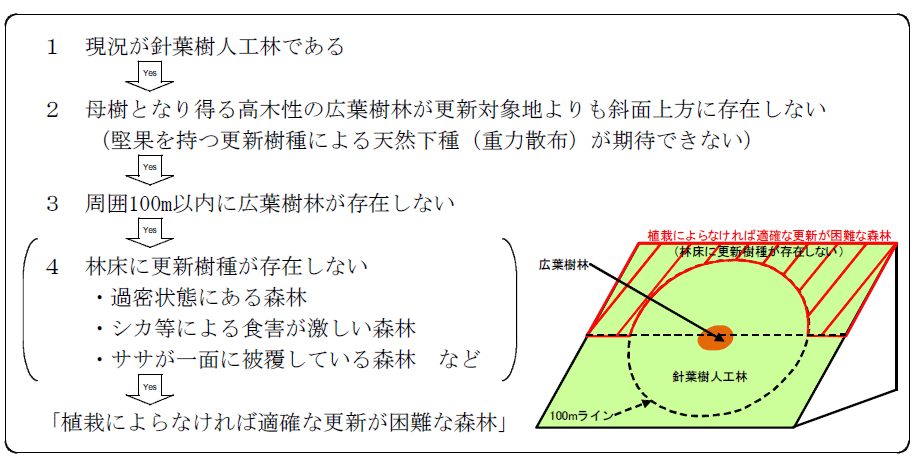 １　現況が針葉樹人工林である
Yes
２　母樹となり得る高木性の広葉樹林が更新対象地よりも斜面上方に存在しない
（堅果を持つ更新樹種による天然下種（重力散布）が期待できない）
Yes
３　周囲100m以内に広葉樹林が存在しない
Yes
４　林床に更新樹種が存在しない
・過密状態にある森林
・シカ等による食害が激しい森林
・ササが一面に被覆している森林　など
Yes
「植栽によらなければ適確な更新が困難な森林」
植栽によらなければ適確な更新が困難な森林
（林床に更新樹種が存在しない）
広葉樹林
針葉樹人工林
100mライン